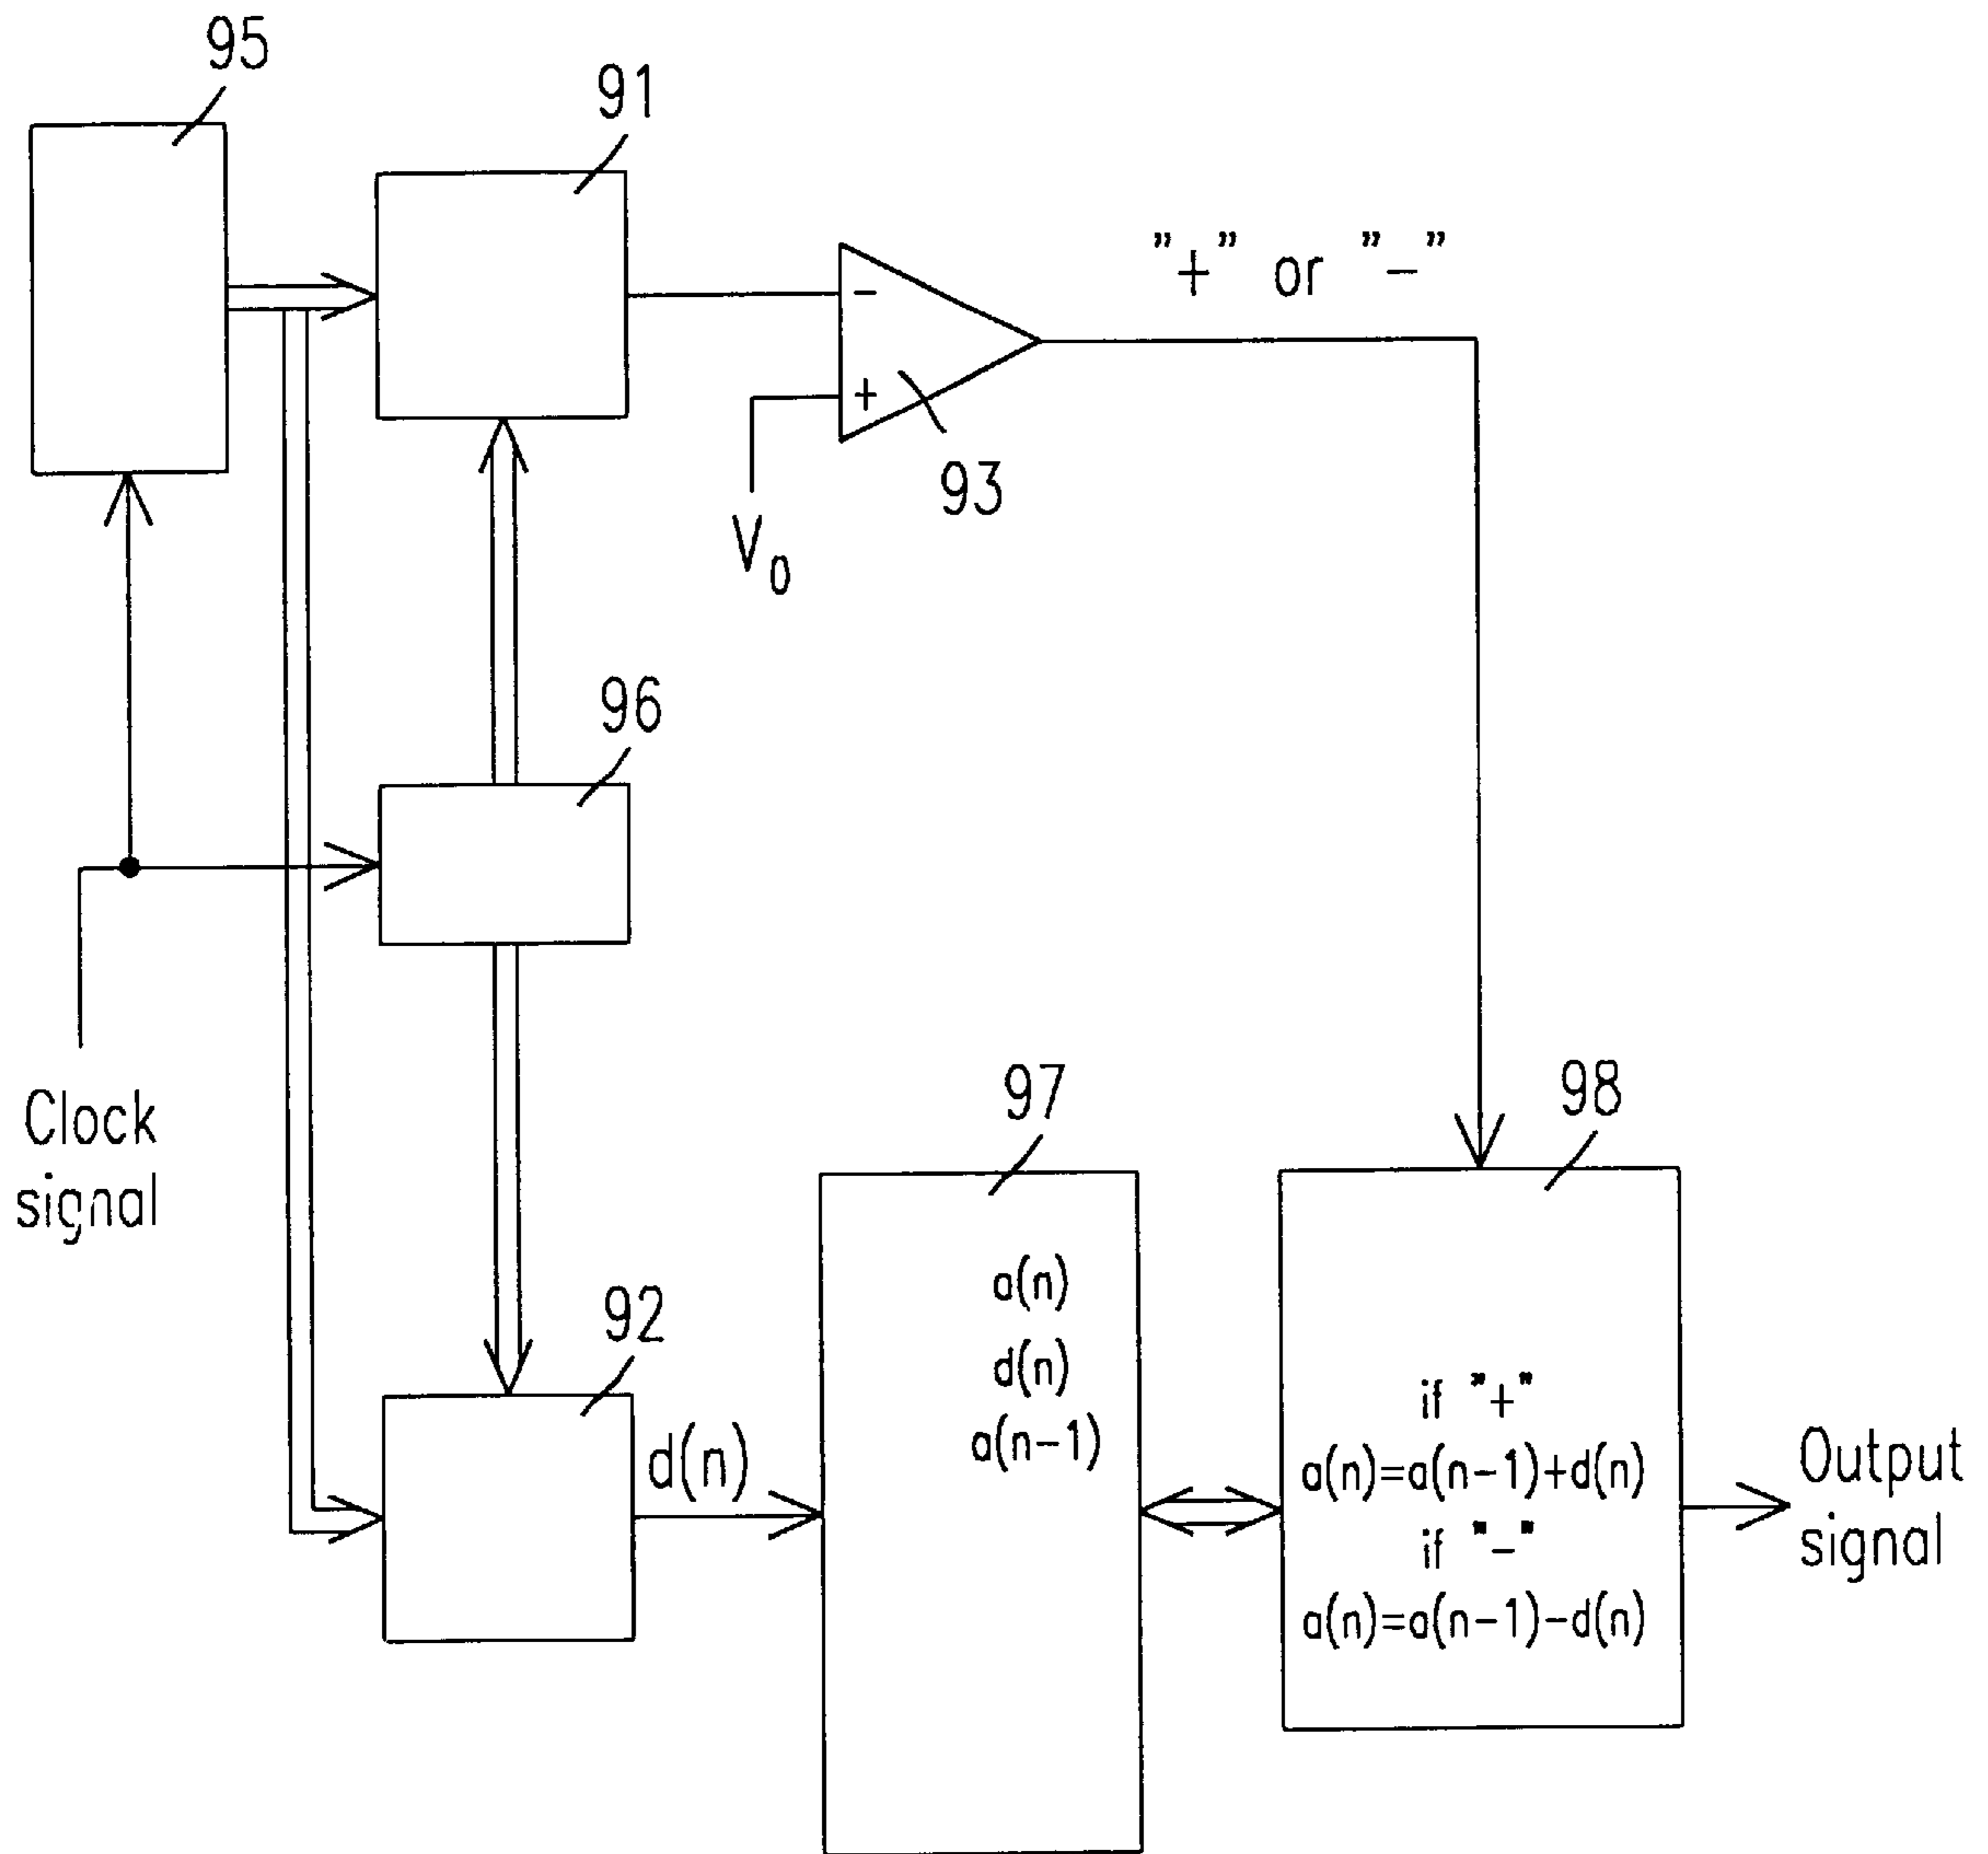 95
91
"+" or "-"
-
+
93
V0
96
Clock
signal
97
98
a(n)
d(n)
a(n-1)
92
d(n)
if "+"
a(n)=a(n-1)+d(n)
if "-"
a(n)=a(n-1)-d(n)
Output
signal